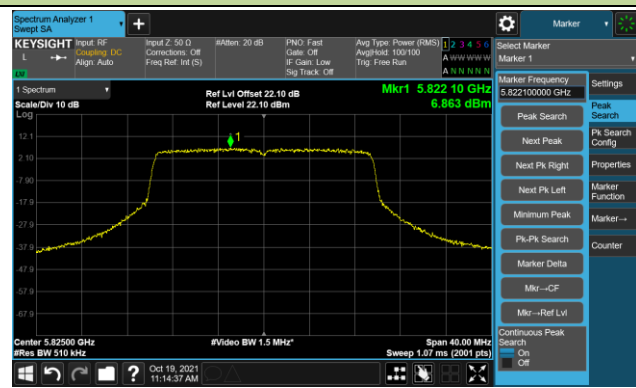 Spectrum Analyzer 1
Swept SA
Marker
KEYSIGHT
L
Input: RF
Coupling: DC
Align: Auto
Input Z: 50 Ω
Corrections: Off
Freq Ref: Int (S)
#Atten: 20 dB
PNO: Fast
Gate: Off
IF Gain: Low
Sig Track: Off
Avg Type: Power (RMS)
Avg|Hold: 100/100
Trig: Free Run
1 2 3 4 5 6
A W W W W W
A N N N N N
Select Marker
Marker 1
1 Spectrum
Scale/Div 10 dB
Log
Ref Lvl Offset 22.10 dB
Ref Level 22.10 dBm
Mkr1 5.822 10 GHz
6.863 dBm
1
12.1
2.10
-7.90
-17.9
-27.9
-37.9
-47.9
-57.9
-67.9
Center 5.82500 GHz
#Res BW 510 kHz
#Video BW 1.5 MHz*
Span 40.00 MHz
Sweep 1.07 ms (2001 pts)
Marker Frequency
5.822100000 GHz
Peak Search
Next Peak
Next Pk Right
Next Pk Left
Minimum Peak
Pk-Pk Search
Marker Delta
Mkr→CF
Mkr→Ref Lvl
Continuous Peak
Search
On
Off
Settings
Peak
Search
Pk Search
Config
Properties
Marker
Function
Marker→
Counter
Oct 19, 2021
11:14:37 AM